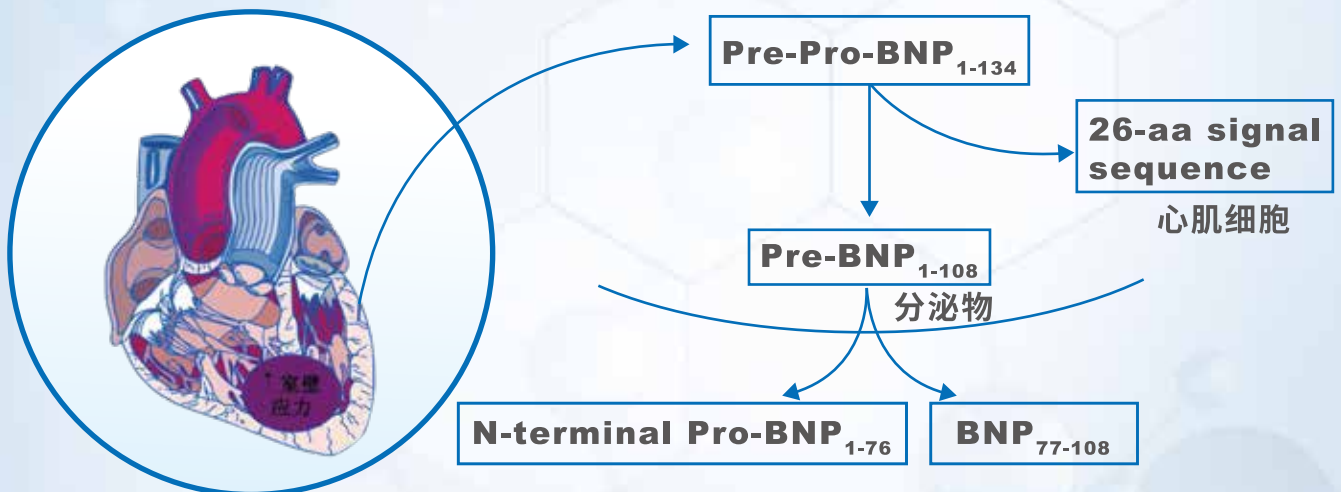 Pre-Pro-BNP1-134
26-aa signal
sequence
心肌细胞
Pre-BNP1-108
分泌物
↑室壁
应力
N-terminal Pro-BNP1-76
BNP77-108